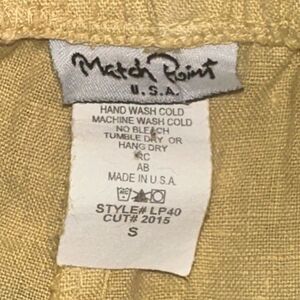 Match Point
U.S.A.
HAND WASH COLD
MACHINE WASH COLD
NO BLEACH
TUMBLE DRY OR
HANG DRY
RC
AB
MADE IN U.S.A.
STYLE# LP40
CUT# 2015
S